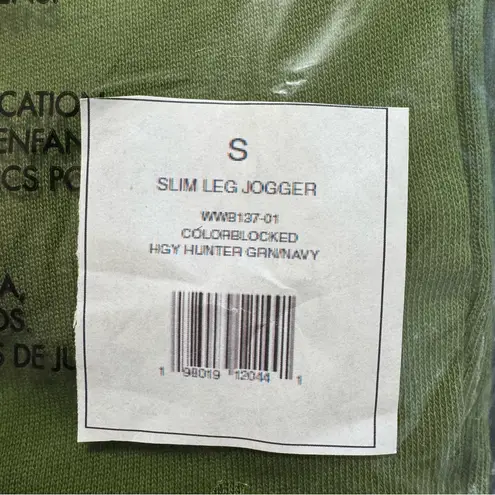 CATION
ENFAN
CS PO
S
SLIM LEG JOGGER
WWB137-01
COLORBLOCKED
HGY HUNTER GRN/NAVY
1 98019 12044 1
A,
OS.
S DE JU